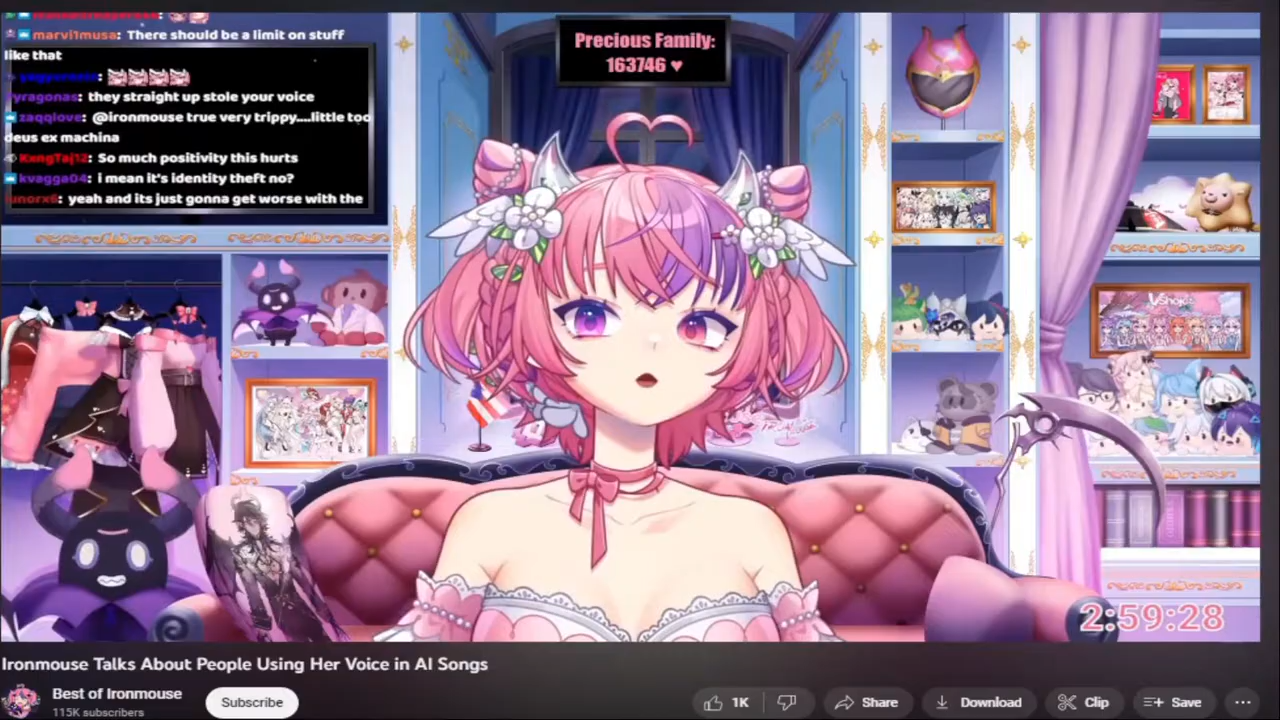 marvi1musa: There should be a limit on stuff
like that
yragonas: they straight up stole your voice
zaqqlove: @ironmouse true very trippy....little too
deus ex machina
KxngTaj12: So much positivity this hurts
kvagga04: i mean it's identity theft no?
unorx6: yeah and its just gonna get worse with the
Precious Family:
163746 ♥
VShojo
2:59:28
Ironmouse Talks About People Using Her Voice in AI Songs
Best of Ironmouse
115K subscribers
Subscribe
1K
Share
Download
Clip
Save